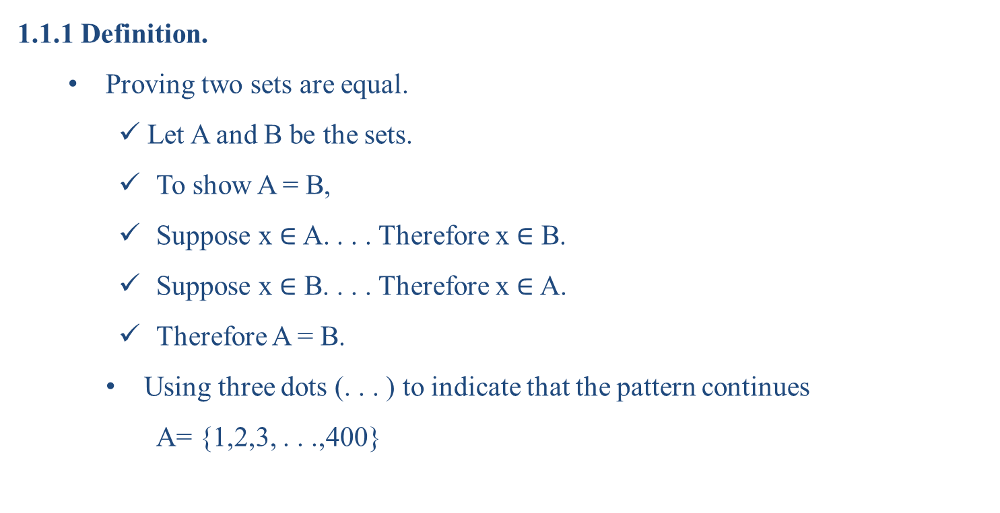 1.1.1 Definition.
• Proving two sets are equal.
✓ Let A and B be the sets.
✓ To show A = B,
✓ Suppose x ∈ A. . . . Therefore x ∈ B.
✓ Suppose x ∈ B. . . . Therefore x ∈ A.
✓ Therefore A = B.
• Using three dots (. . . ) to indicate that the pattern continues
A= {1,2,3, . . .,400}